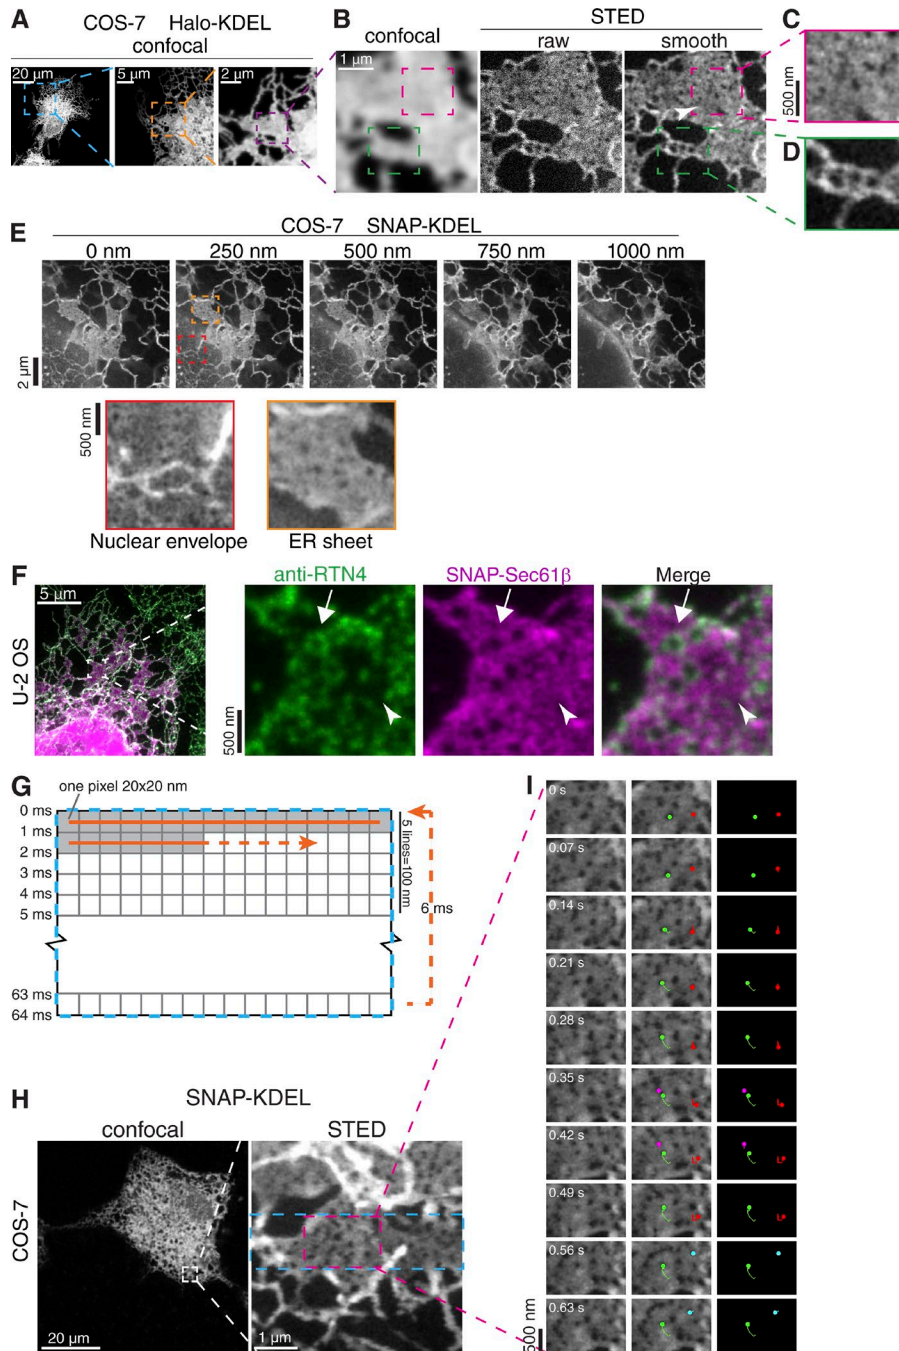 A
COS-7 Halo-KDEL
confocal
20 µm
5 µm
2 µm
B
confocal
STED
raw
smooth
1 µm
C
500 nm
D
E
COS-7 SNAP-KDEL
0 nm
250 nm
500 nm
750 nm
1000 nm
2 µm
500 nm
Nuclear envelope
ER sheet
F
U-2 OS
5 µm
anti-RTN4
SNAP-Sec61β
Merge
500 nm
G
one pixel 20x20 nm
0 ms
1 ms
2 ms
3 ms
4 ms
5 ms
63 ms
64 ms
5 lines=100 nm
6 ms
H
SNAP-KDEL
confocal
STED
COS-7
20 µm
1 µm
I
0 s
0.07 s
0.14 s
0.21 s
0.28 s
0.35 s
0.42 s
0.49 s
0.56 s
0.63 s
500 nm